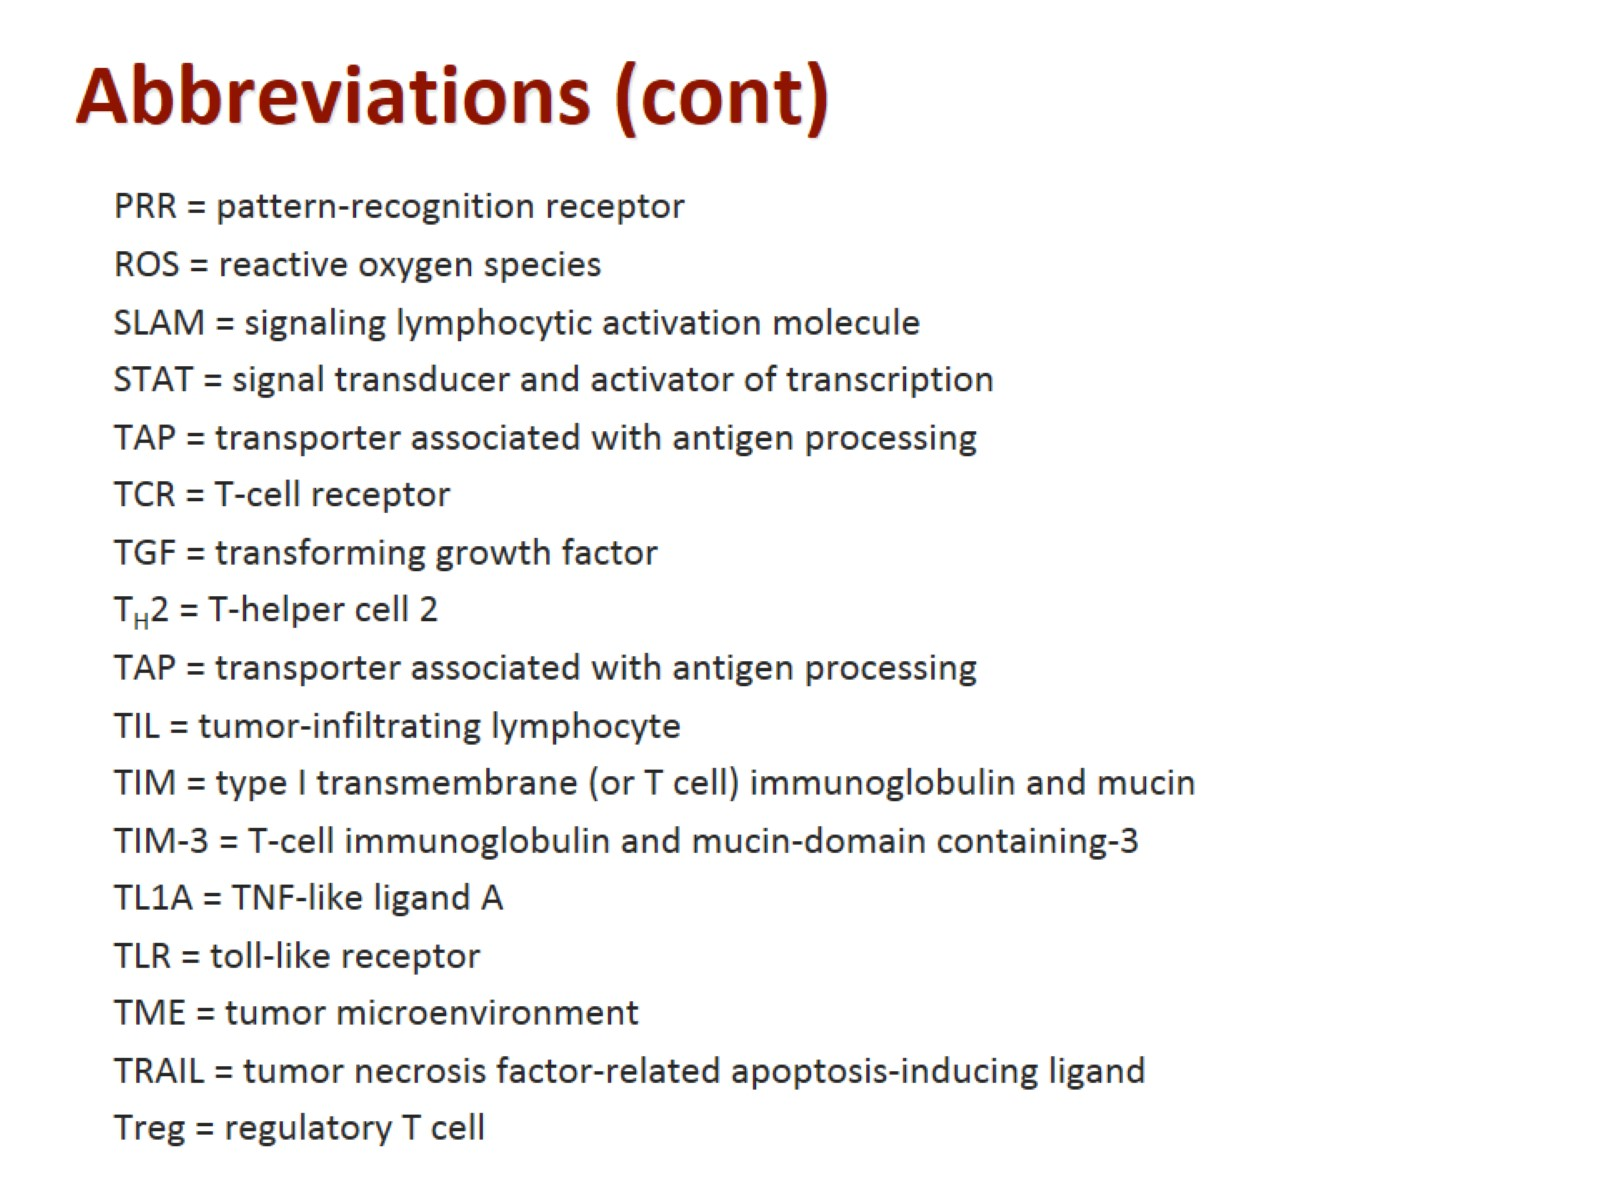 Abbreviations (cont)
PRR = pattern-recognition receptor
ROS = reactive oxygen species
SLAM = signaling lymphocytic activation molecule
STAT = signal transducer and activator of transcription
TAP = transporter associated with antigen processing
TCR = T-cell receptor
TGF = transforming growth factor
T_H2 = T-helper cell 2
TAP = transporter associated with antigen processing
TIL = tumor-infiltrating lymphocyte
TIM = type I transmembrane (or T cell) immunoglobulin and mucin
TIM-3 = T-cell immunoglobulin and mucin-domain containing-3
TL1A = TNF-like ligand A
TLR = toll-like receptor
TME = tumor microenvironment
TRAIL = tumor necrosis factor-related apoptosis-inducing ligand
Treg = regulatory T cell